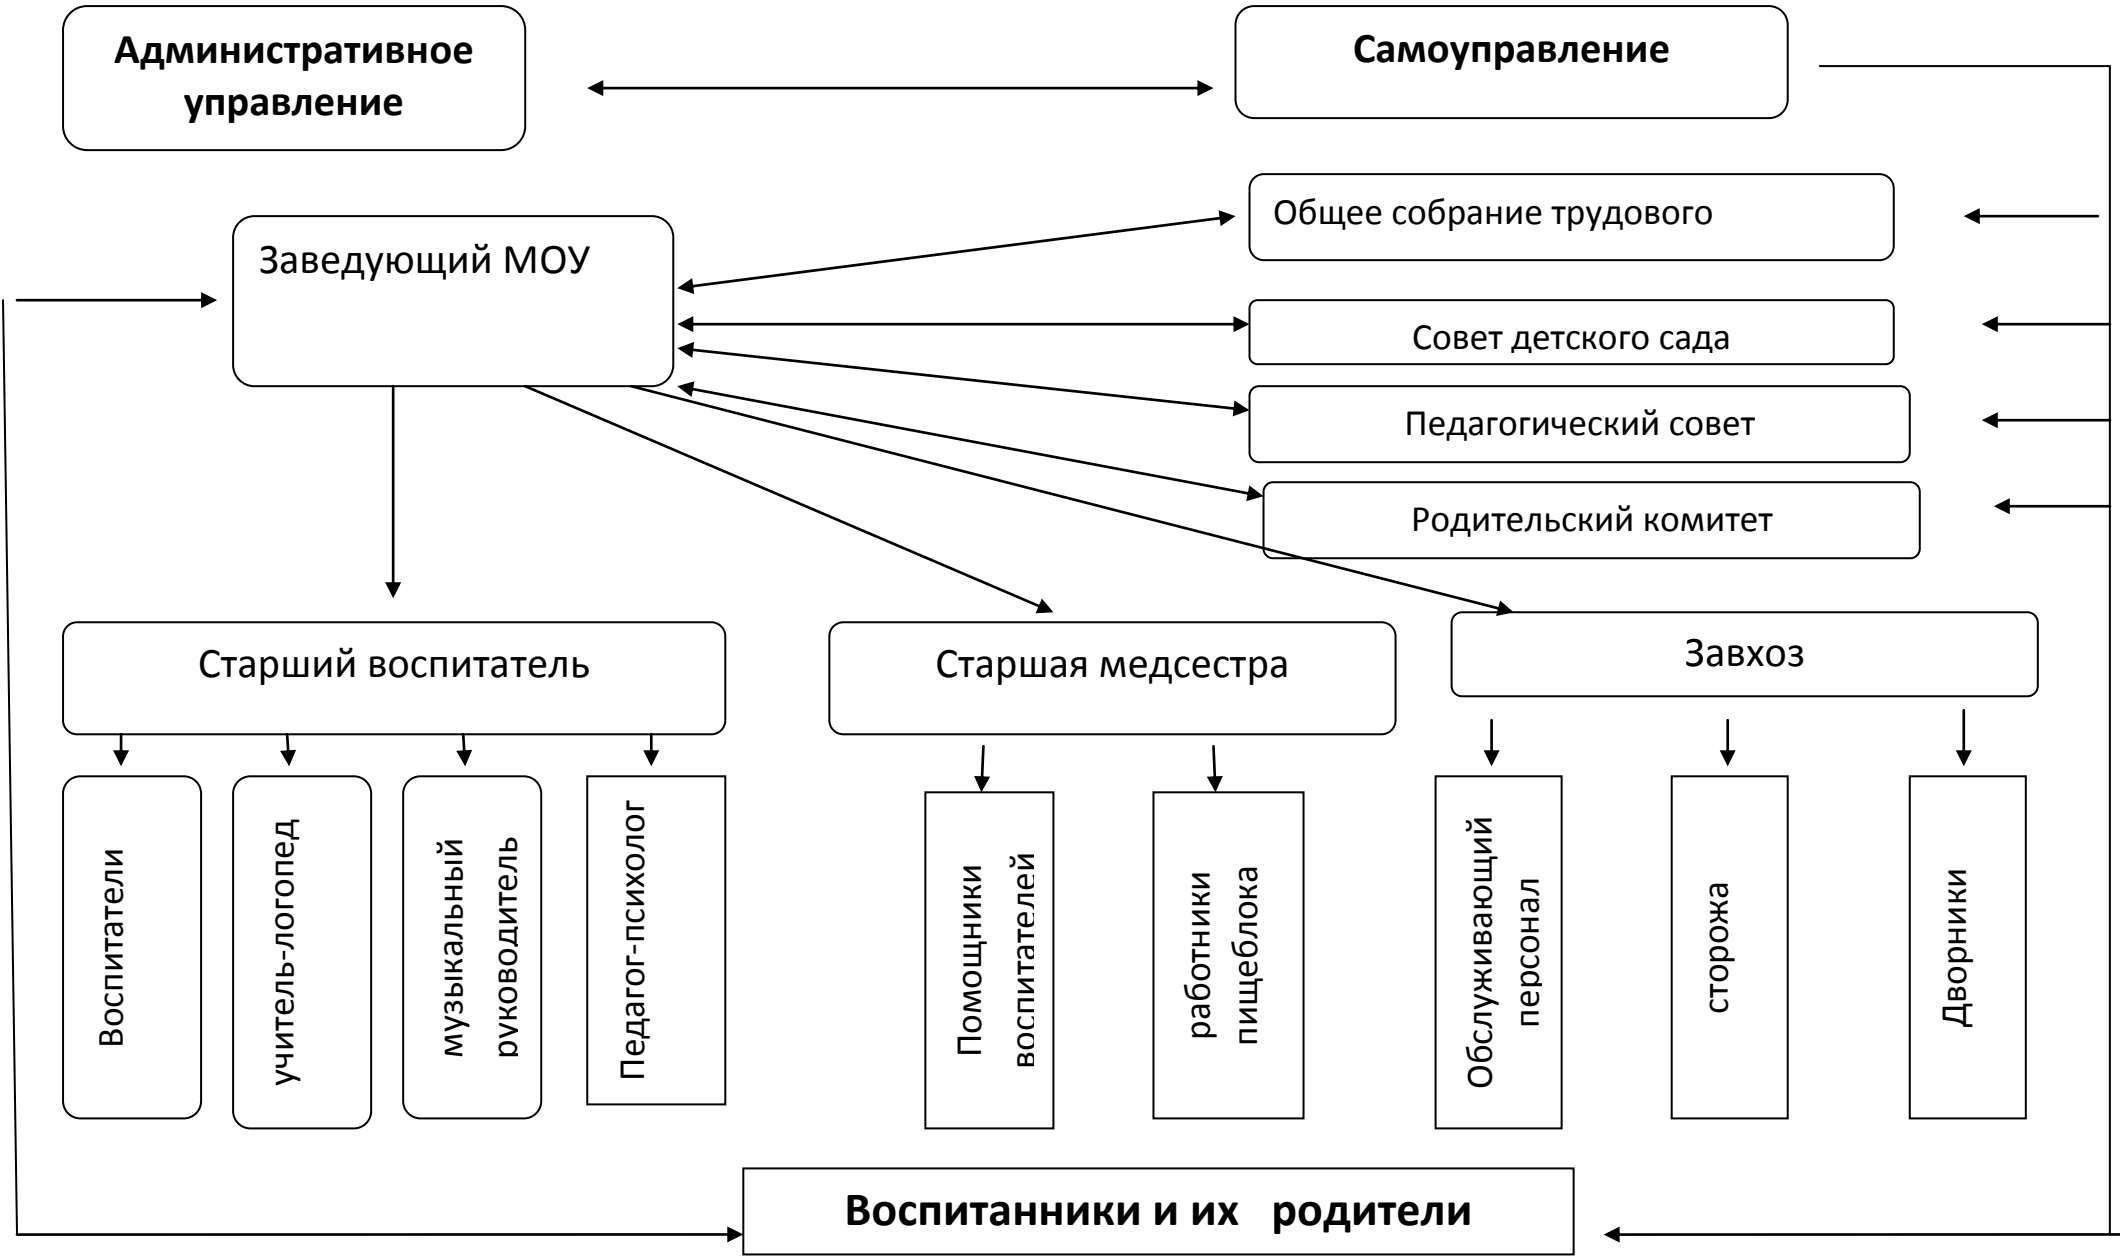 Административное
управление
Самоуправление
Общее собрание трудового
Заведующий МОУ
Совет детского сада
Педагогический совет
Родительский комитет
Старший воспитатель
Старшая медсестра
Завхоз
Воспитатели
учитель-логопед
музыкальный
руководитель
Педагог-психолог
Помощники
воспитателей
работники
пищеблока
Обслуживающий
персонал
сторожа
Дворники
Воспитанники и их родители